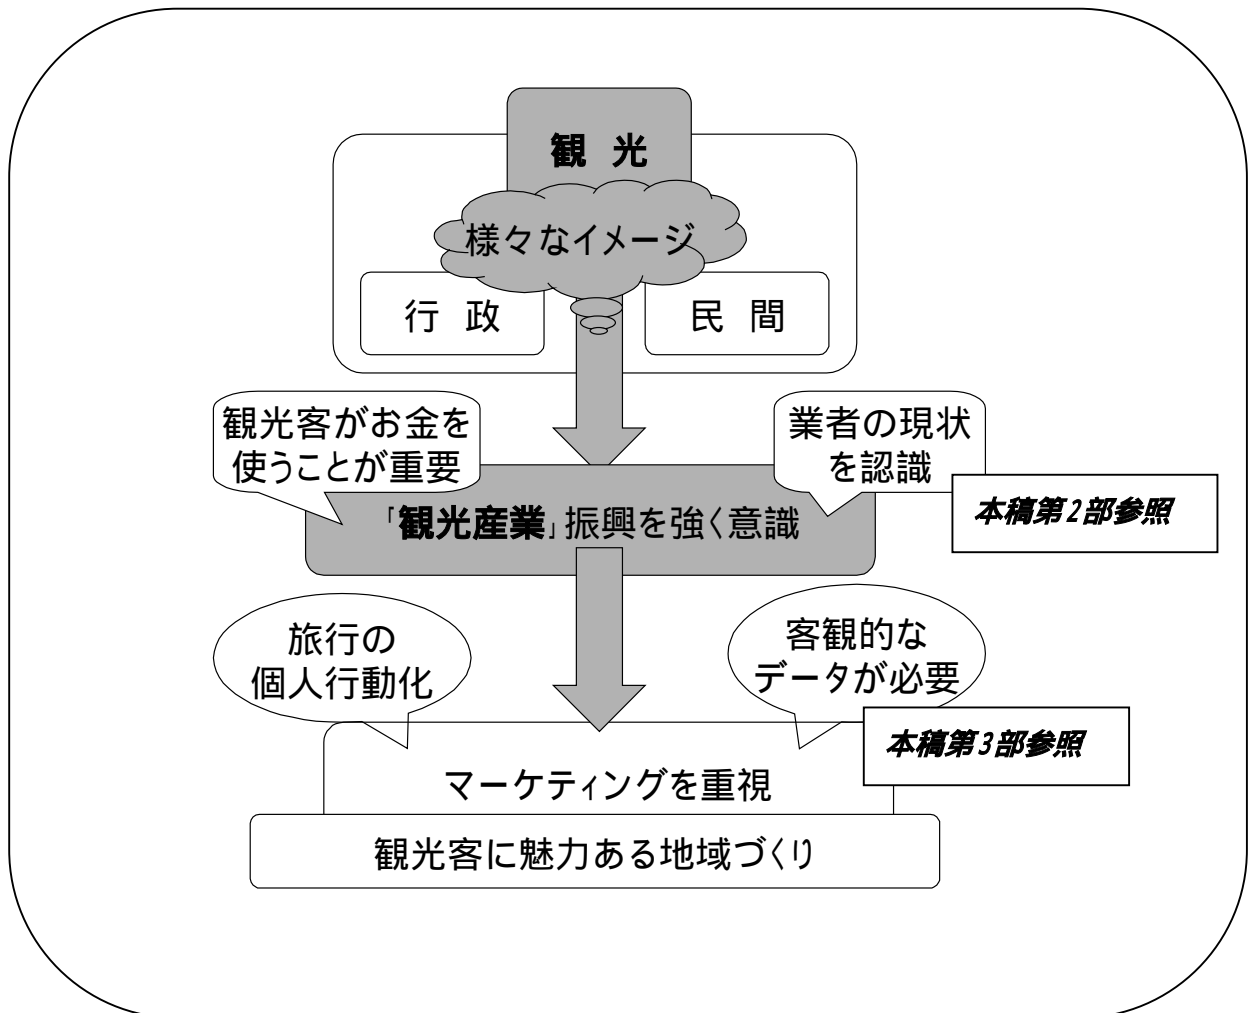 観 光
様々なイメージ
行 政
民 間
観光客がお金を
使うことが重要
業者の現状
を認識
本稿第2部参照
「観光産業」振興を強く意識
旅行の
個人行動化
客観的な
データが必要
本稿第3部参照
マーケティングを重視
観光客に魅力ある地域づくり